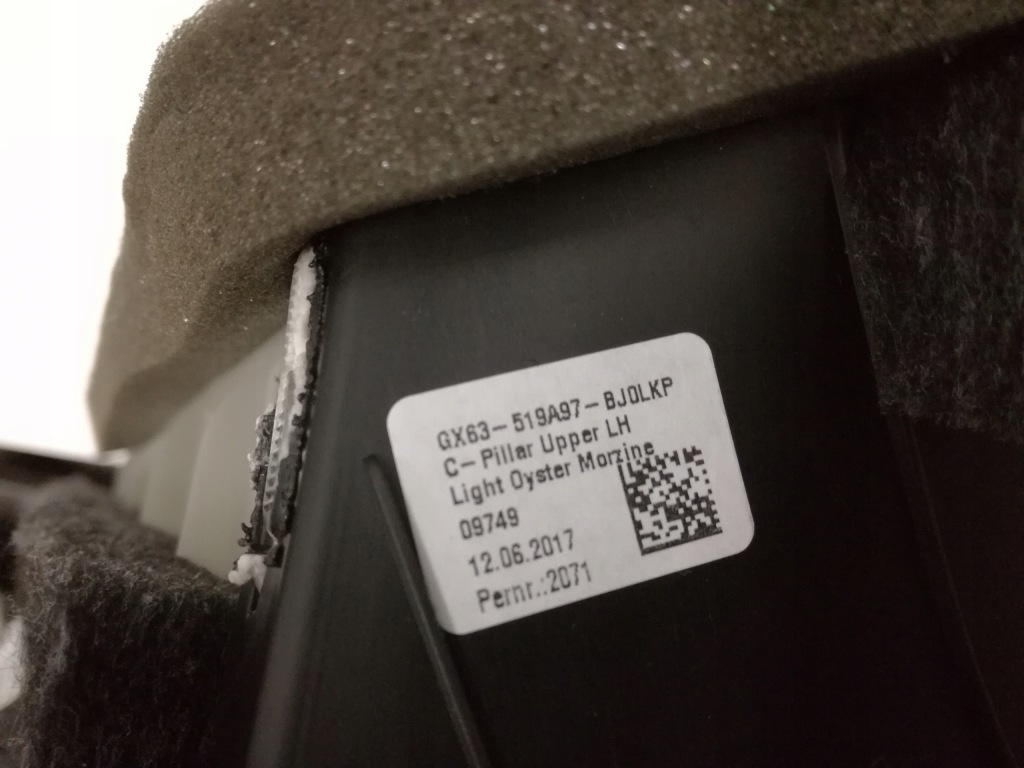 GX63-519A97-BJ0LKP
C-Pillar Upper LH
Light Oyster Morzine
09749
12.06.2017
Pernr.:2071